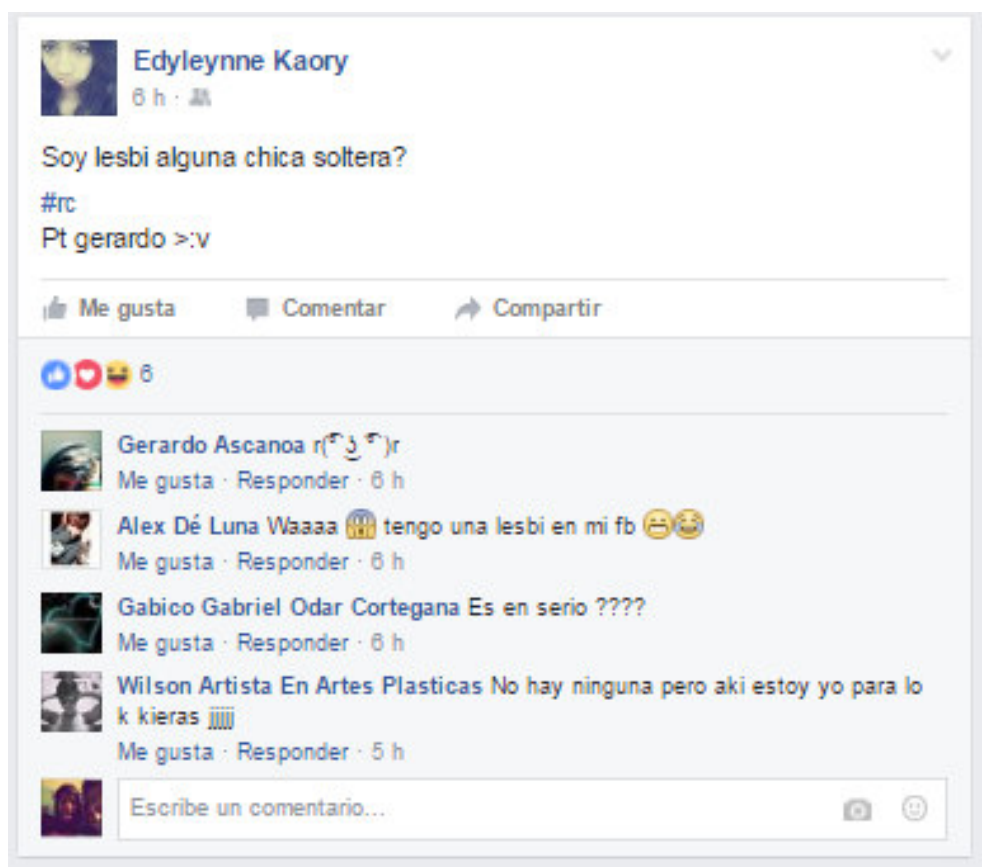 Edyleynne Kaory
6 h ·
Soy lesbi alguna chica soltera?
#rc
Pt gerardo >:v
Me gusta Comentar Compartir
6
Gerardo Ascanoa r( ͡° ͜ʖ ͡°)r
Me gusta · Responder · 6 h
Alex Dé Luna Waaaa 😱 tengo una lesbi en mi fb 😁😂
Me gusta · Responder · 6 h
Gabico Gabriel Odar Cortegana Es en serio ????
Me gusta · Responder · 6 h
Wilson Artista En Artes Plasticas No hay ninguna pero aki estoy yo para lo
k kieras jjjjj
Me gusta · Responder · 5 h
Escribe un comentario...